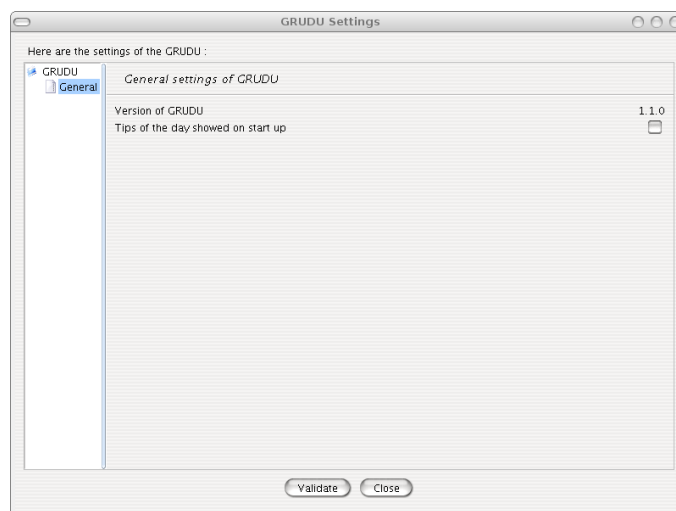 GRUDU Settings
Here are the settings of the GRUDU :
GRUDU
General
General settings of GRUDU
Version of GRUDU 1.1.0
Tips of the day showed on start up
Validate Close